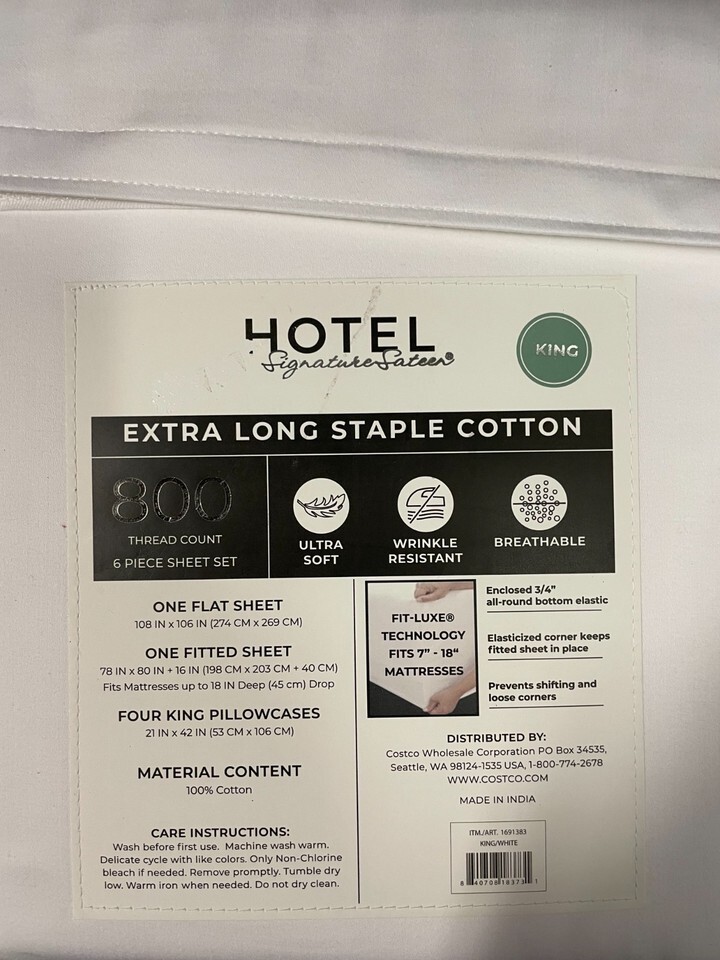 HOTEL
Signature Sateen®
KING
EXTRA LONG STAPLE COTTON
800
THREAD COUNT
6 PIECE SHEET SET
ULTRA
SOFT
WRINKLE
RESISTANT
BREATHABLE
ONE FLAT SHEET
108 IN x 106 IN (274 CM x 269 CM)
ONE FITTED SHEET
78 IN x 80 IN + 16 IN (198 CM x 203 CM + 40 CM)
Fits Mattresses up to 18 IN Deep (45 cm) Drop
FOUR KING PILLOWCASES
21 IN x 42 IN (53 CM x 106 CM)
MATERIAL CONTENT
100% Cotton
CARE INSTRUCTIONS:
Wash before first use. Machine wash warm.
Delicate cycle with like colors. Only Non-Chlorine
bleach if needed. Remove promptly. Tumble dry
low. Warm iron when needed. Do not dry clean.
FIT-LUXE®
TECHNOLOGY
FITS 7" - 18"
MATTRESSES
Enclosed 3/4"
all-round bottom elastic
Elasticized corner keeps
fitted sheet in place
Prevents shifting and
loose corners
DISTRIBUTED BY:
Costco Wholesale Corporation PO Box 34535,
Seattle, WA 98124-1535 USA, 1-800-774-2678
WWW.COSTCO.COM
MADE IN INDIA
ITM./ART. 1691383
KING/WHITE
8 40708 18373 1